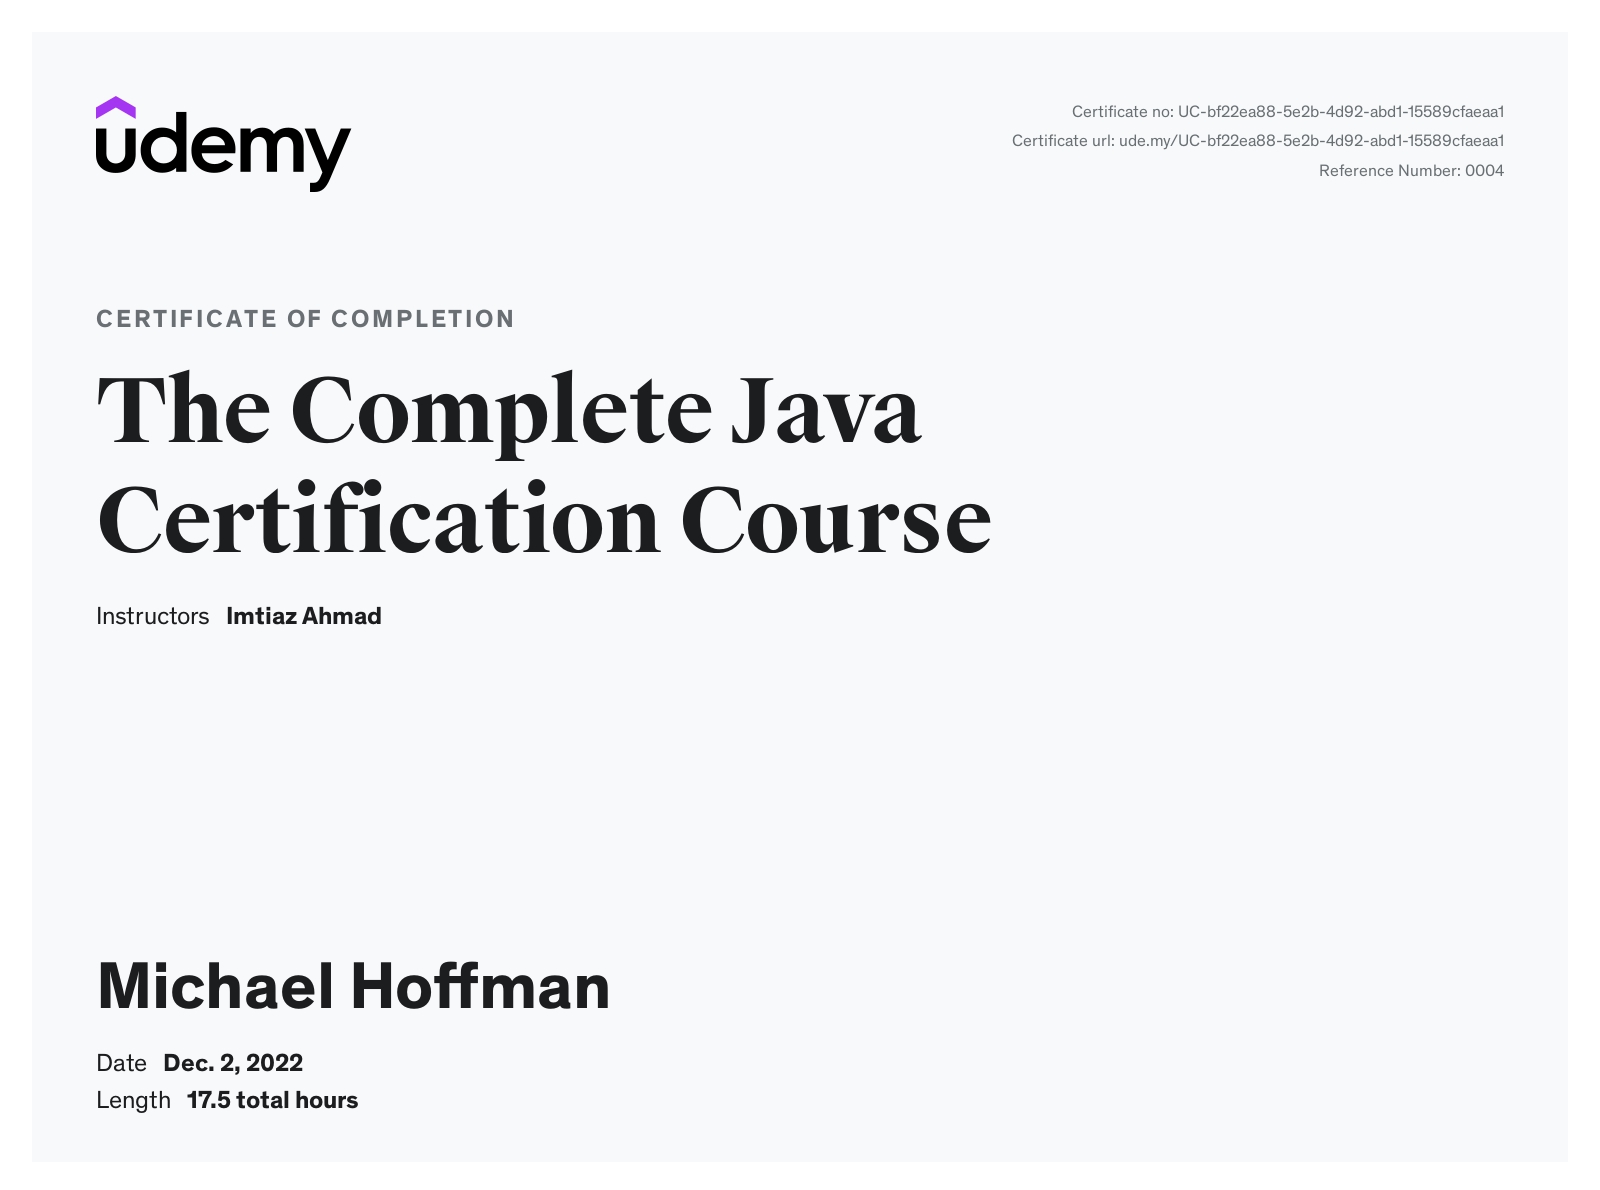 udemy
Certificate no: UC-bf22ea88-5e2b-4d92-abd1-15589cfaeaa1
Certificate url: ude.my/UC-bf22ea88-5e2b-4d92-abd1-15589cfaeaa1
Reference Number: 0004
CERTIFICATE OF COMPLETION
The Complete Java
Certification Course
Instructors Imtiaz Ahmad
Michael Hoffman
Date Dec. 2, 2022
Length 17.5 total hours